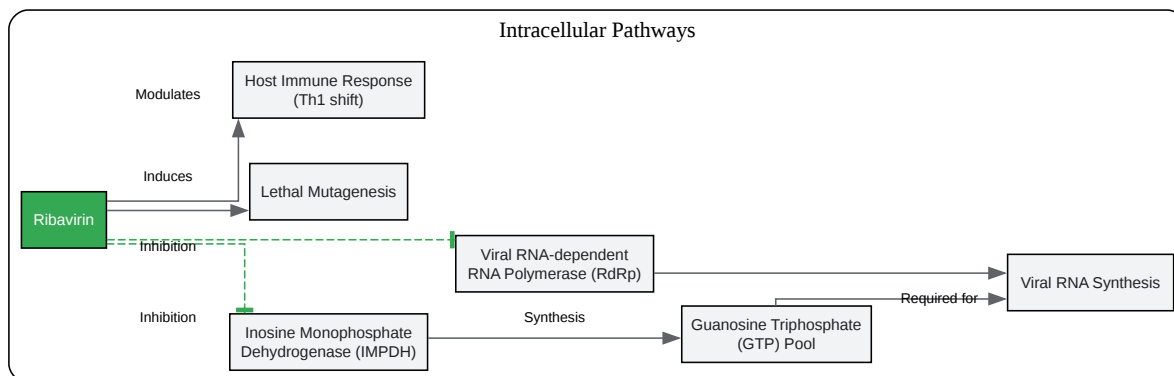 Intracellular Pathways
Host Immune Response
(Th1 shift)
Modulates
Induces
Lethal Mutagenesis
Ribavirin
Inhibition
Viral RNA-dependent
RNA Polymerase (RdRp)
Viral RNA Synthesis
Required for
Inhibition
Inosine Monophosphate
Dehydrogenase (IMPDH)
Synthesis
Guanosine Triphosphate
(GTP) Pool